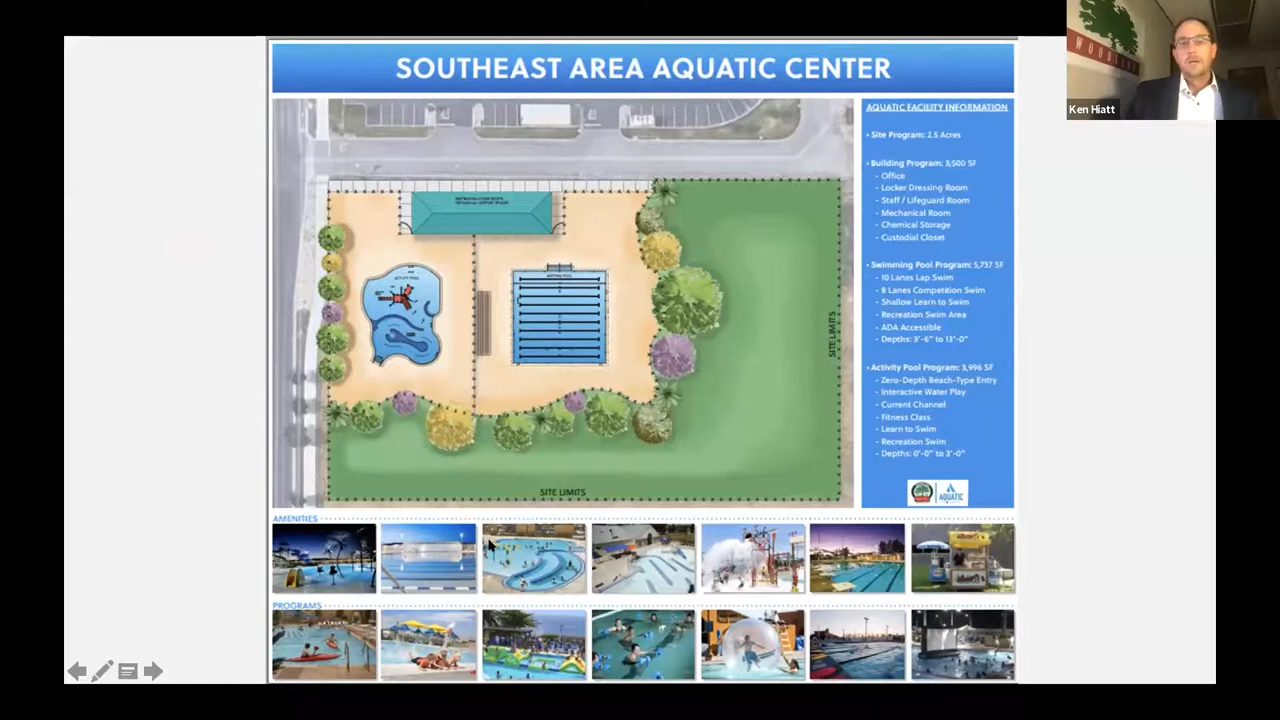 SOUTHEAST AREA AQUATIC CENTER
WOODLAND
Ken Hiatt
AQUATIC FACILITY INFORMATION
• Site Program: 2.5 Acres
• Building Program: 3,500 SF
- Office
- Locker Dressing Room
- Staff / Lifeguard Room
- Mechanical Room
- Chemical Storage
- Custodial Closet
• Swimming Pool Program: 5,737 SF
- 10 Lanes Lap Swim
- 8 Lanes Competition Swim
- Shallow Learn to Swim
- Recreation Swim Area
- ADA Accessible
- Depths: 3'-6" to 13'-0"
• Activity Pool Program: 3,996 SF
- Zero-Depth Beach-Type Entry
- Interactive Water Play
- Current Channel
- Fitness Class
- Learn to Swim
- Recreation Swim
- Depths: 0'-0" to 3'-0"
AQUATIC
ACTIVITY POOL
SITE LIMITS
SITE LIMITS
AMENITIES
PROGRAMS